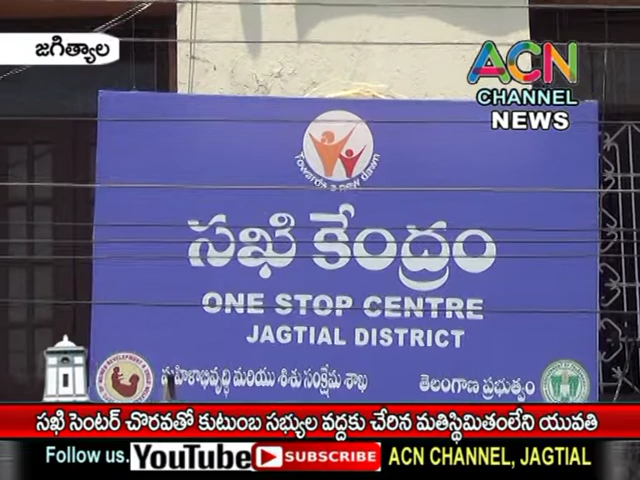 జగిత్యాల
ACN
CHANNEL
NEWS
Towards a new dawn
సఖి కేంద్రం
ONE STOP CENTRE
JAGTIAL DISTRICT
మహిళాభివృద్ధి మరియు శిశు సంక్షేమ శాఖ తెలంగాణ ప్రభుత్వం
సఖి సెంటర్ చొరవతో కుటుంబ సభ్యుల వద్దకు చేరిన మతిస్థిమితంలేని యువతి
Follow us. YouTube SUBSCRIBE ACN CHANNEL, JAGTIAL